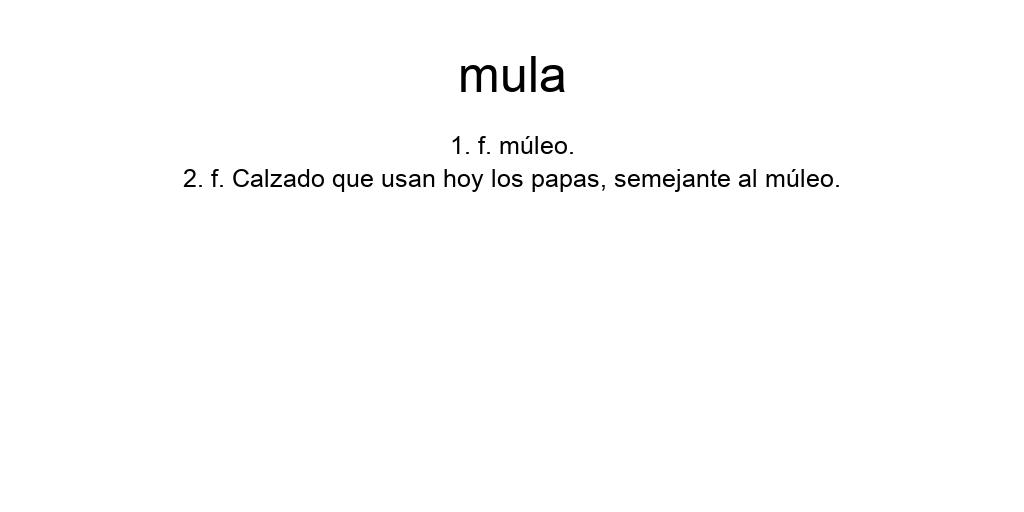 mula
1. f. múleo.
2. f. Calzado que usan hoy los papas, semejante al múleo.